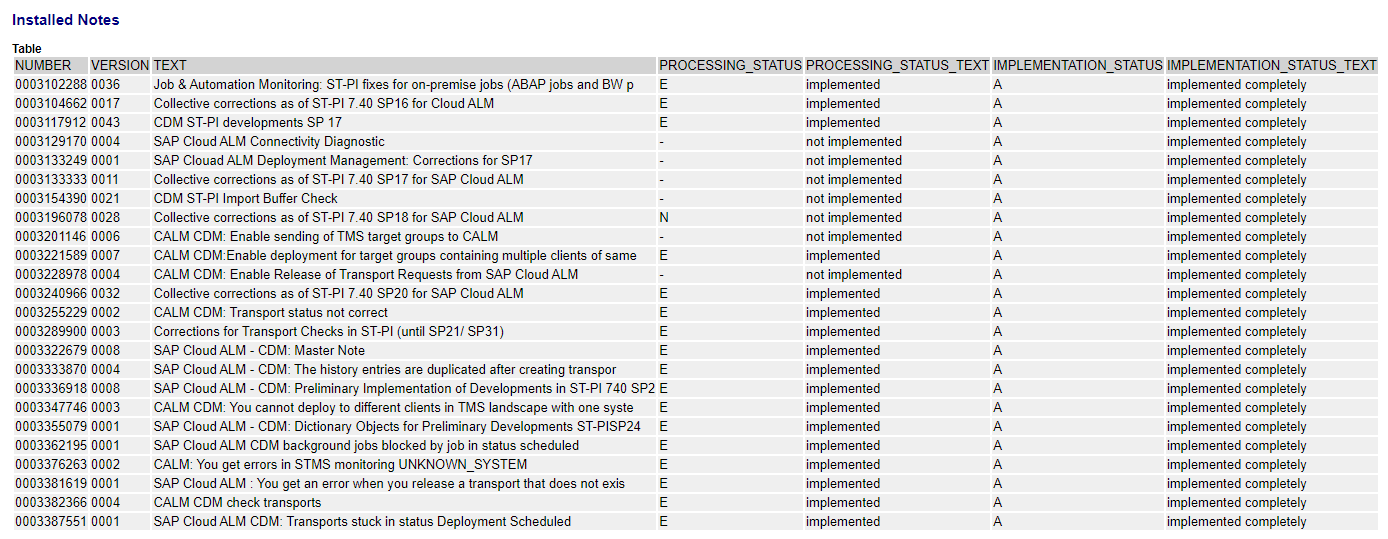 Installed Notes
Table
NUMBER VERSION TEXT PROCESSING_STATUS PROCESSING_STATUS_TEXT IMPLEMENTATION_STATUS IMPLEMENTATION_STATUS_TEXT
0003102288 0036 Job & Automation Monitoring: ST-PI fixes for on-premise jobs (ABAP jobs and BW p E implemented A implemented completely
0003104662 0017 Collective corrections as of ST-PI 7.40 SP16 for Cloud ALM E implemented A implemented completely
0003117912 0043 CDM ST-PI developments SP 17 E implemented A implemented completely
0003129170 0004 SAP Cloud ALM Connectivity Diagnostic - not implemented A implemented completely
0003133249 0001 SAP Clouad ALM Deployment Management: Corrections for SP17 - not implemented A implemented completely
0003133333 0011 Collective corrections as of ST-PI 7.40 SP17 for SAP Cloud ALM - not implemented A implemented completely
0003154390 0021 CDM ST-PI Import Buffer Check - not implemented A implemented completely
0003196078 0028 Collective corrections as of ST-PI 7.40 SP18 for SAP Cloud ALM N not implemented A implemented completely
0003201146 0006 CALM CDM: Enable sending of TMS target groups to CALM - not implemented A implemented completely
0003221589 0007 CALM CDM:Enable deployment for target groups containing multiple clients of same E implemented A implemented completely
0003228978 0004 CALM CDM: Enable Release of Transport Requests from SAP Cloud ALM - not implemented A implemented completely
0003240966 0032 Collective corrections as of ST-PI 7.40 SP20 for SAP Cloud ALM E implemented A implemented completely
0003255229 0002 CALM CDM: Transport status not correct E implemented A implemented completely
0003289900 0003 Corrections for Transport Checks in ST-PI (until SP21/ SP31) E implemented A implemented completely
0003322679 0008 SAP Cloud ALM - CDM: Master Note E implemented A implemented completely
0003333870 0004 SAP Cloud ALM - CDM: The history entries are duplicated after creating transpor E implemented A implemented completely
0003336918 0008 SAP Cloud ALM - CDM: Preliminary Implementation of Developments in ST-PI 740 SP2 E implemented A implemented completely
0003347746 0003 CALM CDM: You cannot deploy to different clients in TMS landscape with one syste E implemented A implemented completely
0003355079 0001 SAP Cloud ALM - CDM: Dictionary Objects for Preliminary Developments ST-PISP24 E implemented A implemented completely
0003362195 0001 SAP Cloud ALM CDM background jobs blocked by job in status scheduled E implemented A implemented completely
0003376263 0002 CALM: You get errors in STMS monitoring UNKNOWN_SYSTEM E implemented A implemented completely
0003381619 0001 SAP Cloud ALM : You get an error when you release a transport that does not exis E implemented A implemented completely
0003382366 0004 CALM CDM check transports E implemented A implemented completely
0003387551 0001 SAP Cloud ALM CDM: Transports stuck in status Deployment Scheduled E implemented A implemented completely